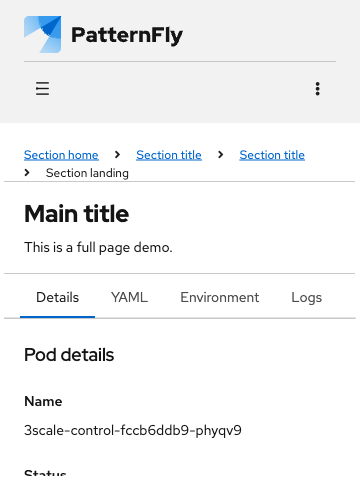 PatternFly
Section home Section title Section title
Section landing
Main title
This is a full page demo.
Details YAML Environment Logs
Pod details
Name
3scale-control-fccb6ddb9-phyqv9
Status